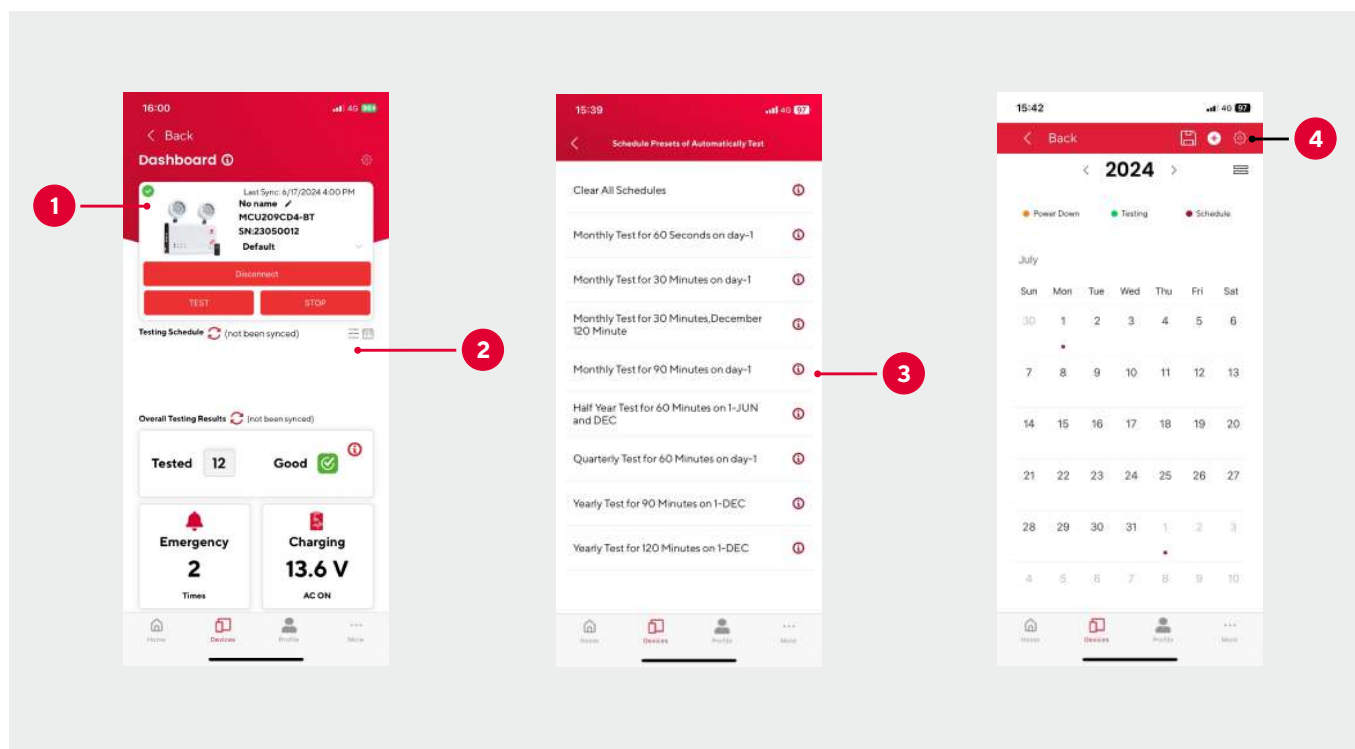 16:00
4G 96+
Back
Dashboard
Last Sync: 6/17/2024 4:00 PM
No name
MCU209CD4-BT
SN:23050012
Default
Disconnect
TEST
STOP
Testing Schedule (not been synced)
Overall Testing Results (not been synced)
Tested 12 Good
Emergency
2
Times
Charging
13.6 V
AC ON
Home
Devices
Profile
More
1
2
15:39
4G 97
Schedule Presets of Automatically Test
Clear All Schedules
Monthly Test for 60 Seconds on day-1
Monthly Test for 30 Minutes on day-1
Monthly Test for 30 Minutes,December
120 Minute
Monthly Test for 90 Minutes on day-1
Half Year Test for 60 Minutes on 1-JUN
and DEC
Quarterly Test for 60 Minutes on day-1
Yearly Test for 90 Minutes on 1-DEC
Yearly Test for 120 Minutes on 1-DEC
Home
Devices
Profile
More
3
15:42
4G 97
Back
2024
Power Down
Testing
Schedule
July
Sun Mon Tue Wed Thu Fri Sat
30 1 2 3 4 5 6
7 8 9 10 11 12 13
14 15 16 17 18 19 20
21 22 23 24 25 26 27
28 29 30 31 1 2 3
4 5 6 7 8 9 10
Home
Devices
Profile
More
4